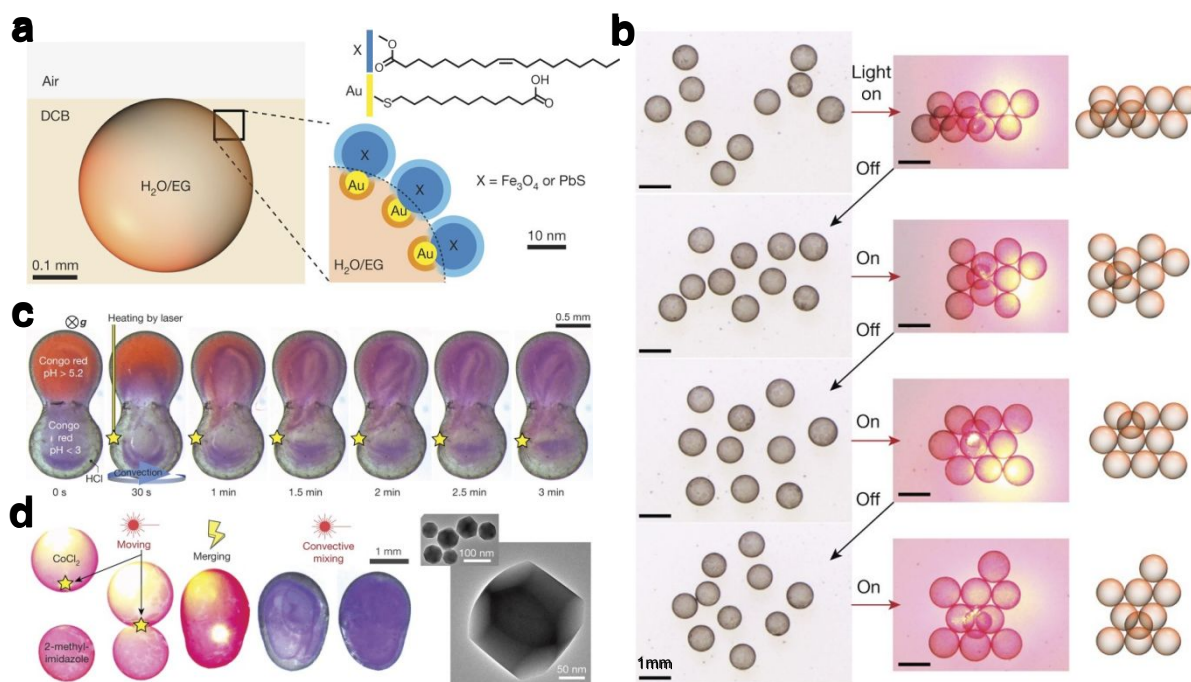 a
X
Au
O
O
S
OH
O
Air
DCB
H₂O/EG
0.1 mm
X
X
X
Au
Au
Au
H₂O/EG
X = Fe₃O₄ or PbS
10 nm
b
Light
on
Off
On
Off
On
Off
On
1mm
c
g
Heating by laser
0.5 mm
Congo red
pH > 5.2
Congo
red
pH < 3
HCl
Convection
0 s
30 s
1 min
1.5 min
2 min
2.5 min
3 min
d
CoCl₂
Moving
Merging
Convective
mixing
1 mm
2-methyl-
imidazole
100 nm
50 nm